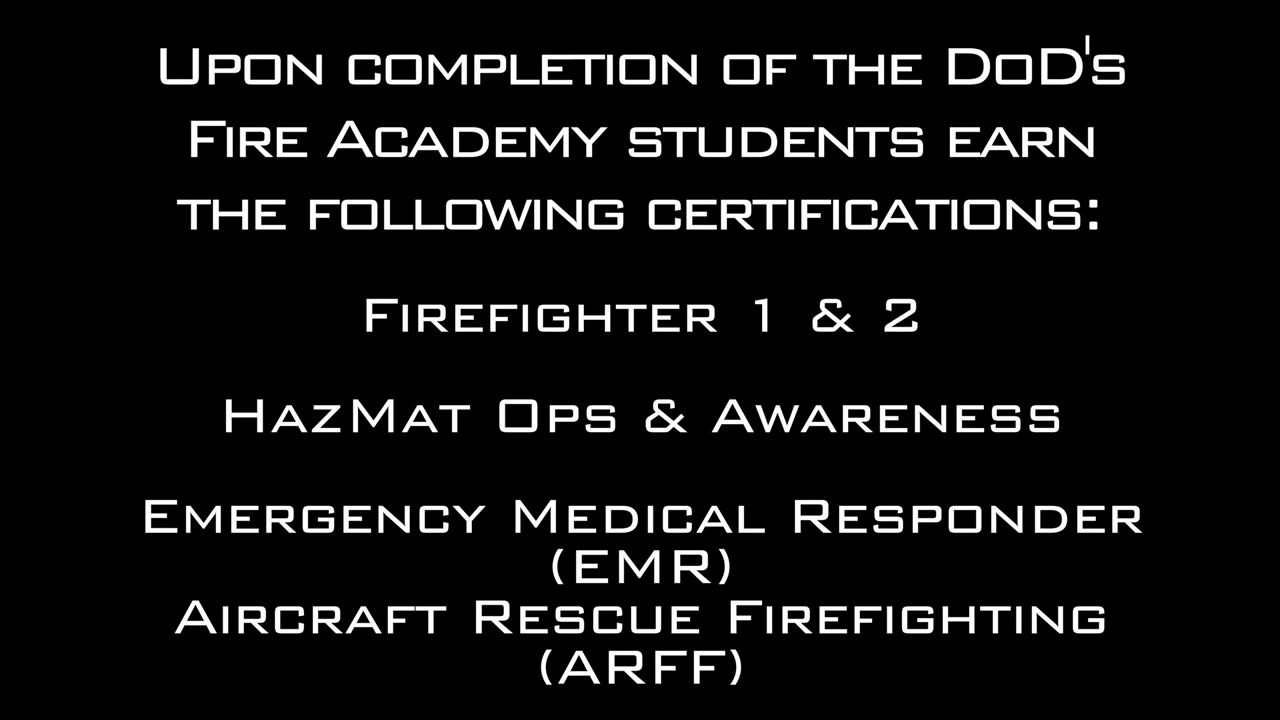 Upon completion of the DoD's
Fire Academy students earn
the following certifications:
Firefighter 1 & 2
HazMat Ops & Awareness
Emergency Medical Responder
(EMR)
Aircraft Rescue Firefighting
(ARFF)